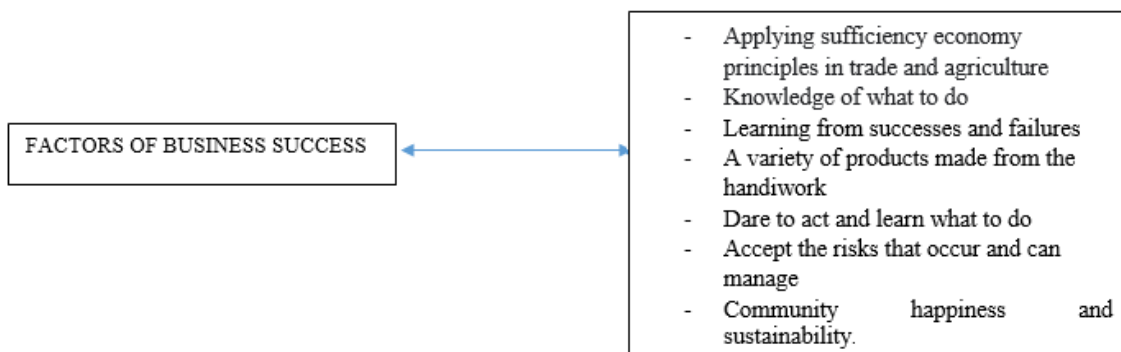 FACTORS OF BUSINESS SUCCESS
- Applying sufficiency economy
principles in trade and agriculture
- Knowledge of what to do
- Learning from successes and failures
- A variety of products made from the
handiwork
- Dare to act and learn what to do
- Accept the risks that occur and can
manage
- Community happiness and
sustainability.